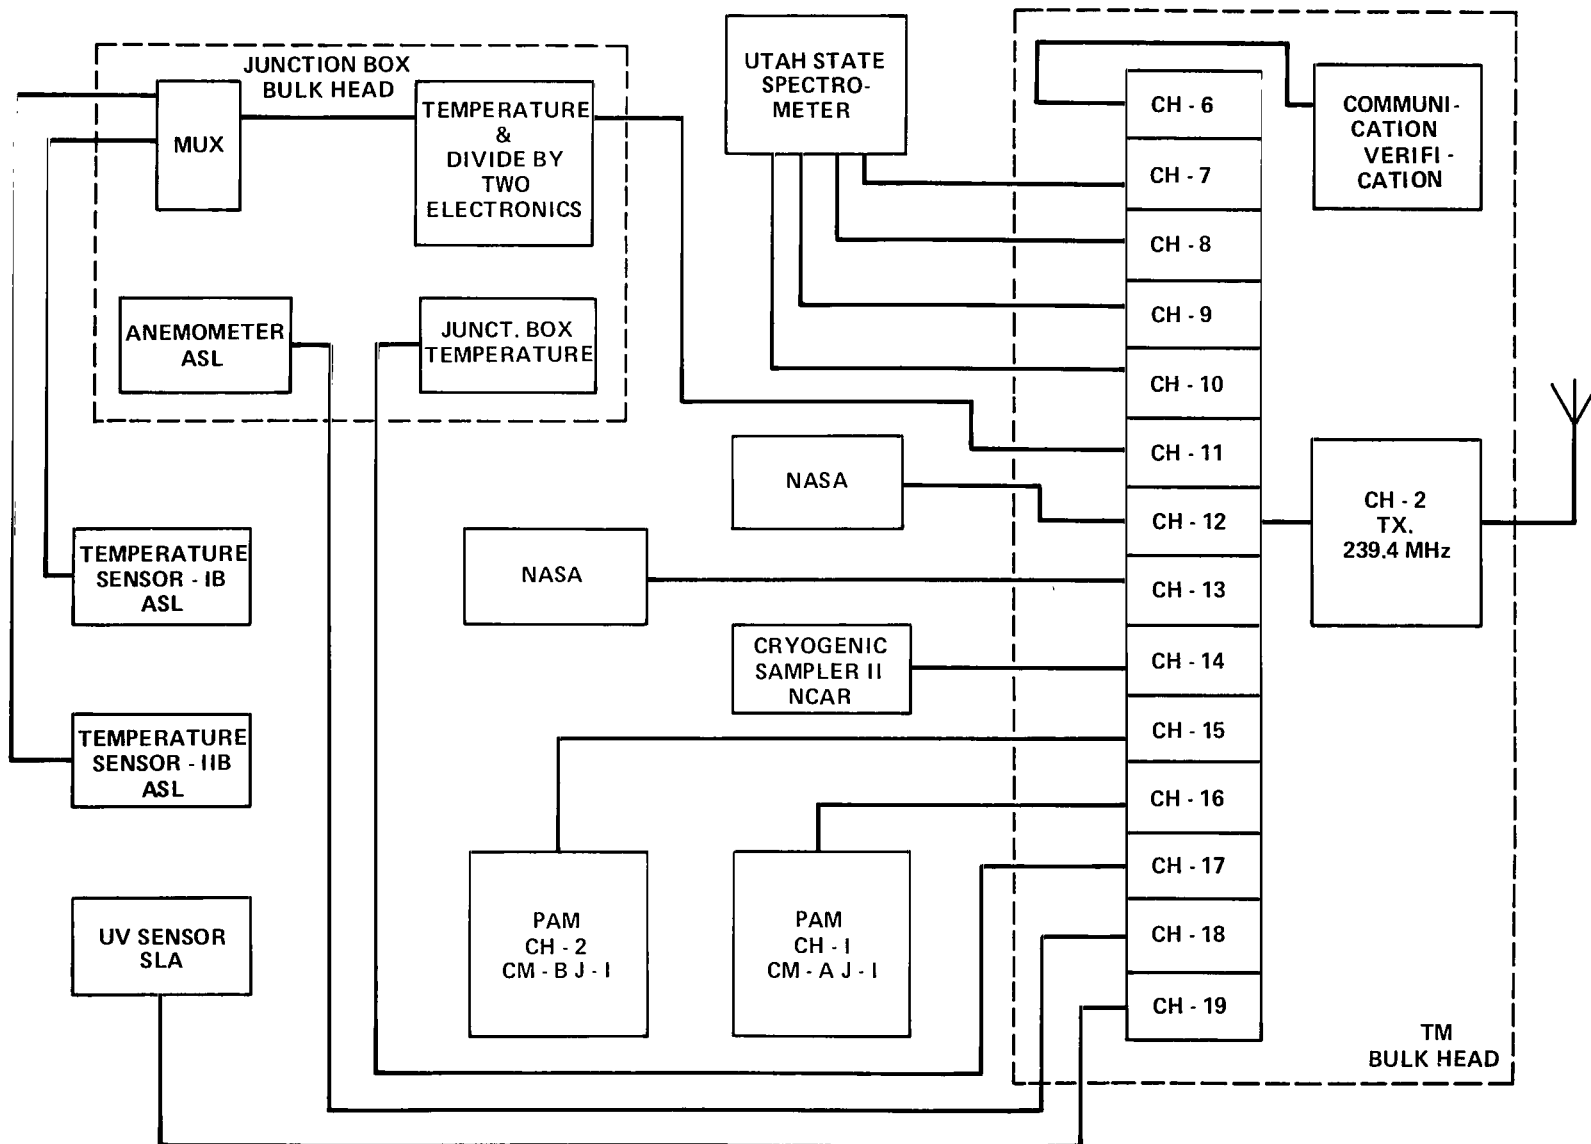 JUNCTION BOX
BULK HEAD
MUX
TEMPERATURE
&
DIVIDE BY
TWO
ELECTRONICS
ANEMOMETER
ASL
JUNCT. BOX
TEMPERATURE
TEMPERATURE
SENSOR - IB
ASL
TEMPERATURE
SENSOR - IIB
ASL
UV SENSOR
SLA
UTAH STATE
SPECTRO-
METER
NASA
NASA
CRYOGENIC
SAMPLER II
NCAR
PAM
CH - 2
CM - B J - I
PAM
CH - I
CM - A J - I
CH - 6
CH - 7
CH - 8
CH - 9
CH - 10
CH - 11
CH - 12
CH - 13
CH - 14
CH - 15
CH - 16
CH - 17
CH - 18
CH - 19
COMMUNI-
CATION
VERIFI -
CATION
CH - 2
TX.
239.4 MHz
TM
BULK HEAD